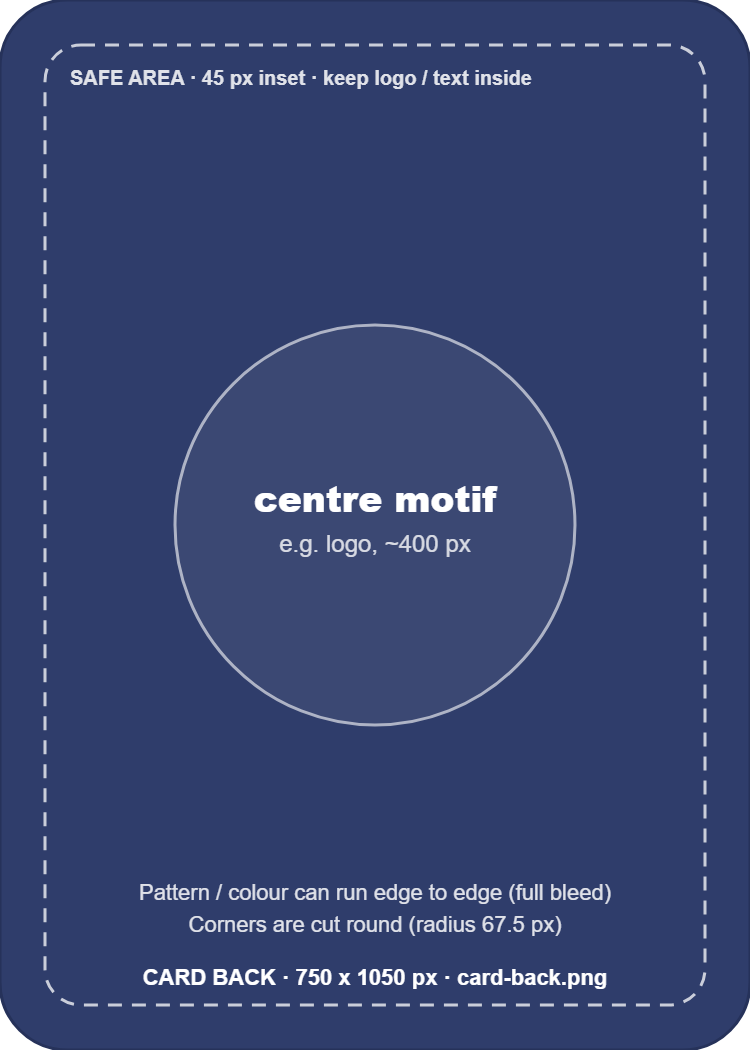 SAFE AREA · 45 px inset · keep logo / text inside
centre motif
e.g. logo, ~400 px
Pattern / colour can run edge to edge (full bleed)
Corners are cut round (radius 67.5 px)
CARD BACK · 750 x 1050 px · card-back.png